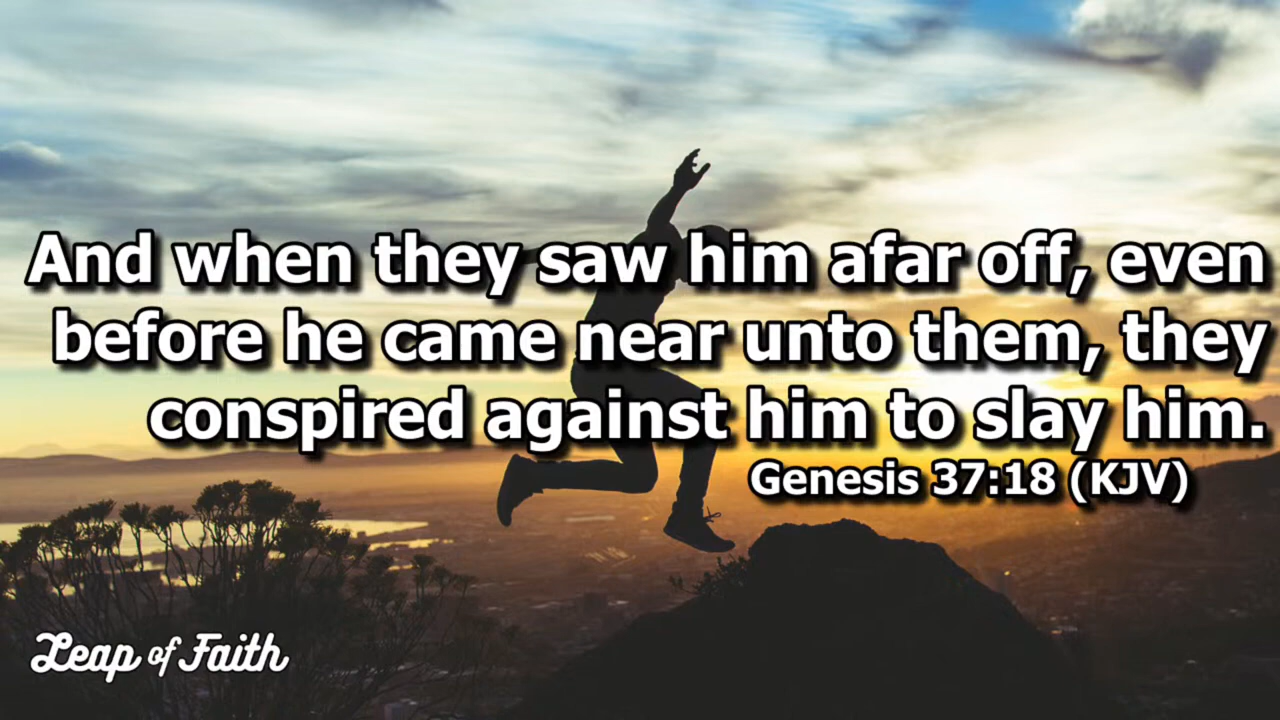 And when they saw him afar off, even
before he came near unto them, they
conspired against him to slay him.
Genesis 37:18 (KJV)
Leap of Faith